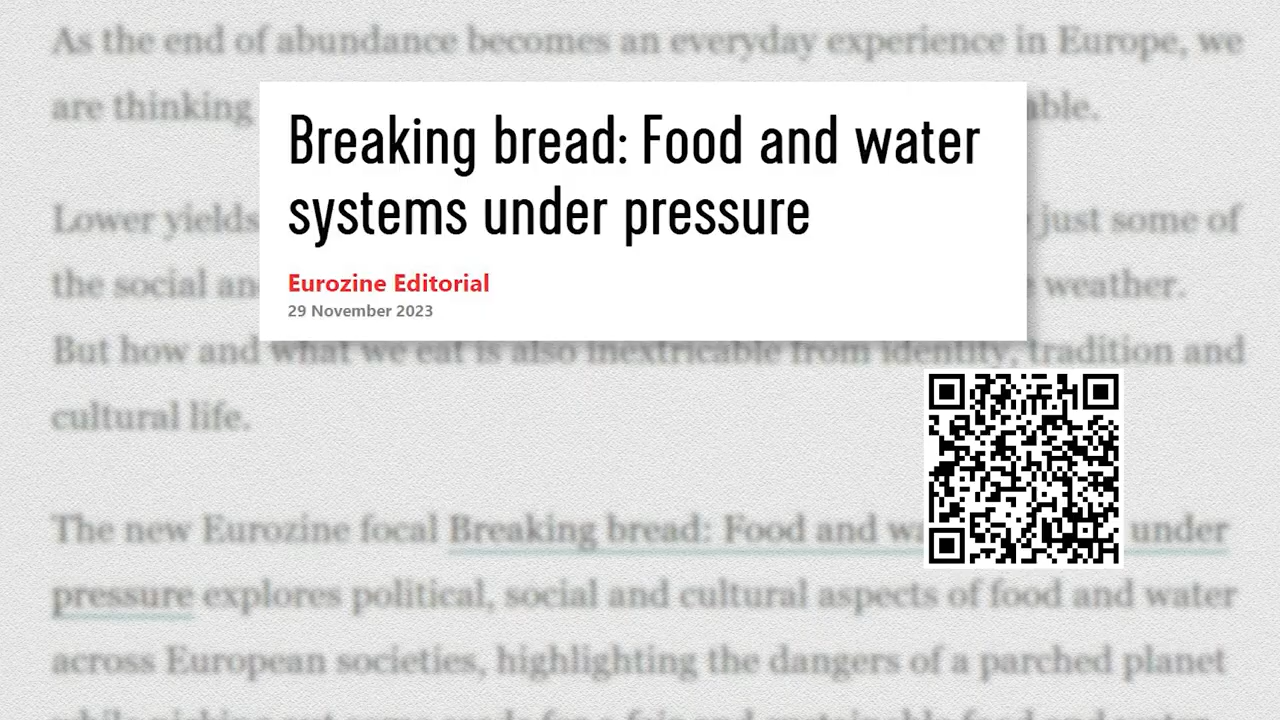 As the end of abundance becomes an everyday experience in Europe, we
are thinking able.
Breaking bread: Food and water
systems under pressure
Eurozine Editorial
29 November 2023
Lower yields just some of
the social an weather.
But how and what we eat is also inextricable from identity, tradition and
cultural life.
The new Eurozine focal Breaking bread: Food and wa under
pressure explores political, social and cultural aspects of food and water
across European societies, highlighting the dangers of a parched planet